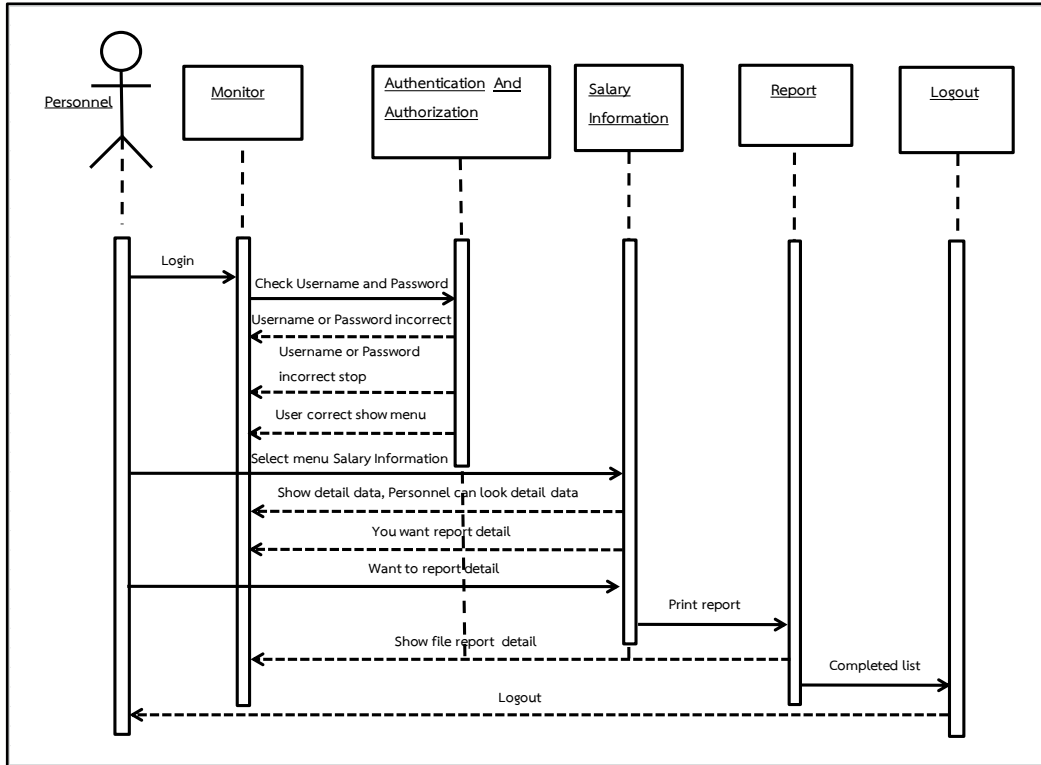 Personnel
Monitor
Authentication And
Authorization
Salary
Information
Report
Logout
Login
Check Username and Password
Username or Password incorrect
Username or Password
incorrect stop
User correct show menu
Select menu Salary Information
Show detail data, Personnel can look detail data
You want report detail
Want to report detail
Print report
Show file report detail
Completed list
Logout